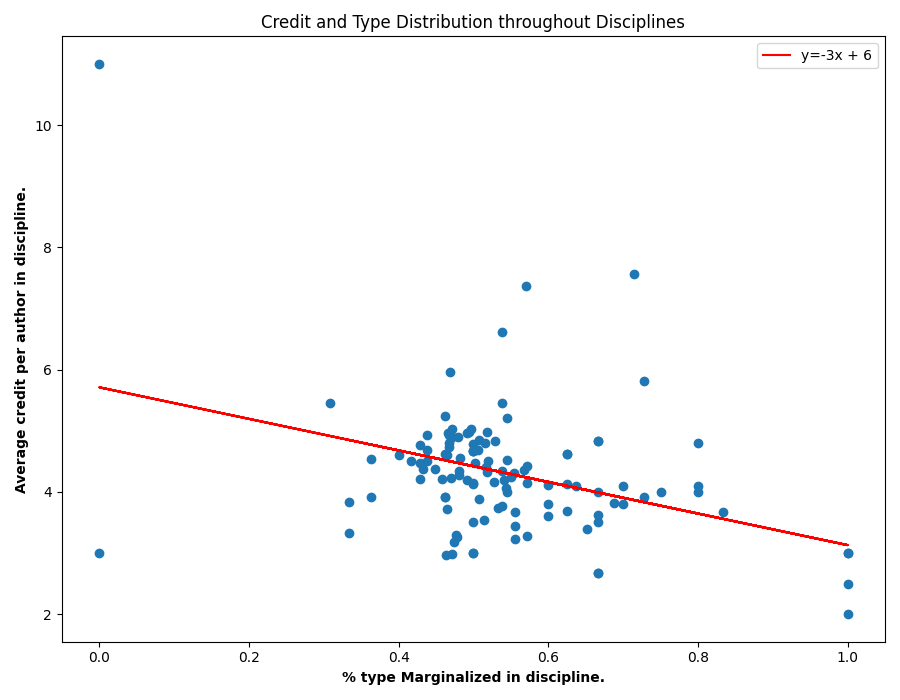 Credit and Type Distribution throughout Disciplines
y=-3x + 6
Average credit per author in discipline.
10
8
6
4
2
0.0 0.2 0.4 0.6 0.8 1.0
% type Marginalized in discipline.